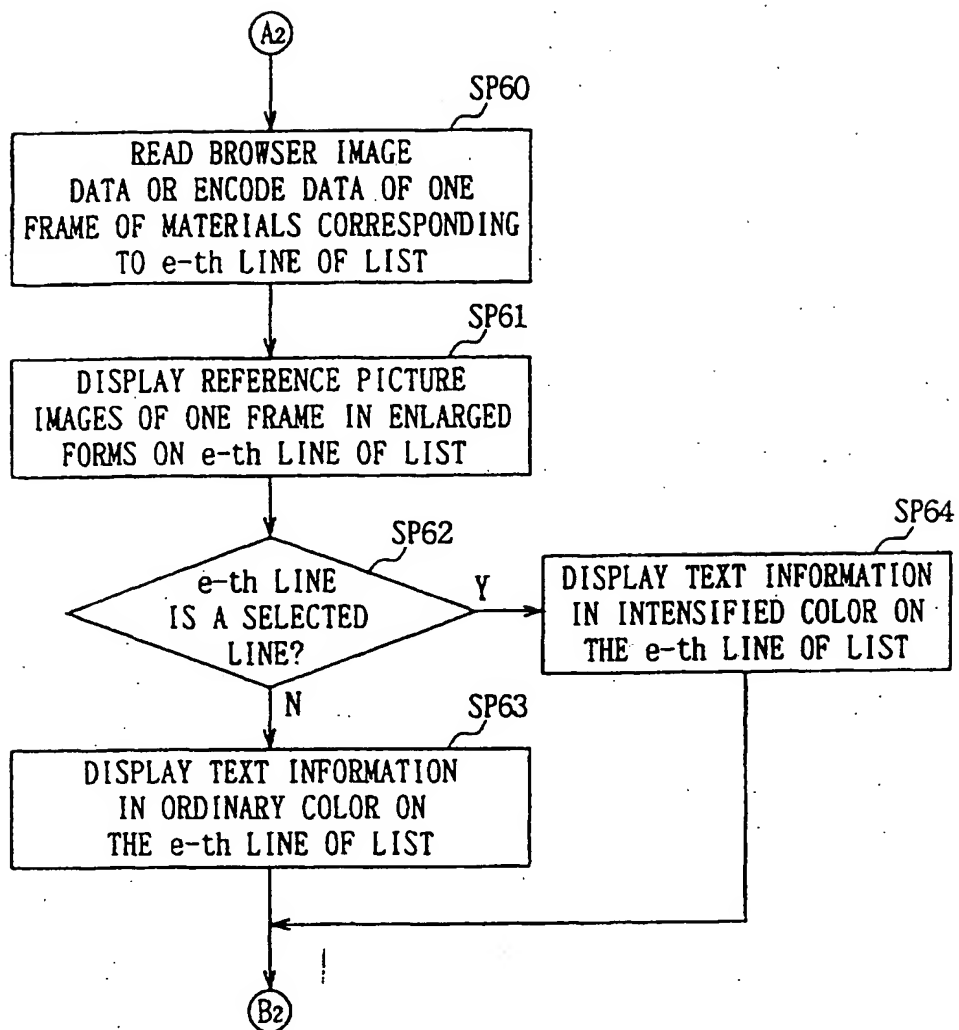 A2
SP60
READ BROWSER IMAGE
DATA OR ENCODE DATA OF ONE
FRAME OF MATERIALS CORRESPONDING
TO e-th LINE OF LIST
SP61
DISPLAY REFERENCE PICTURE
IMAGES OF ONE FRAME IN ENLARGED
FORMS ON e-th LINE OF LIST
SP62
e-th LINE
IS A SELECTED
LINE?
Y
N
SP64
DISPLAY TEXT INFORMATION
IN INTENSIFIED COLOR ON
THE e-th LINE OF LIST
SP63
DISPLAY TEXT INFORMATION
IN ORDINARY COLOR ON
THE e-th LINE OF LIST
B2